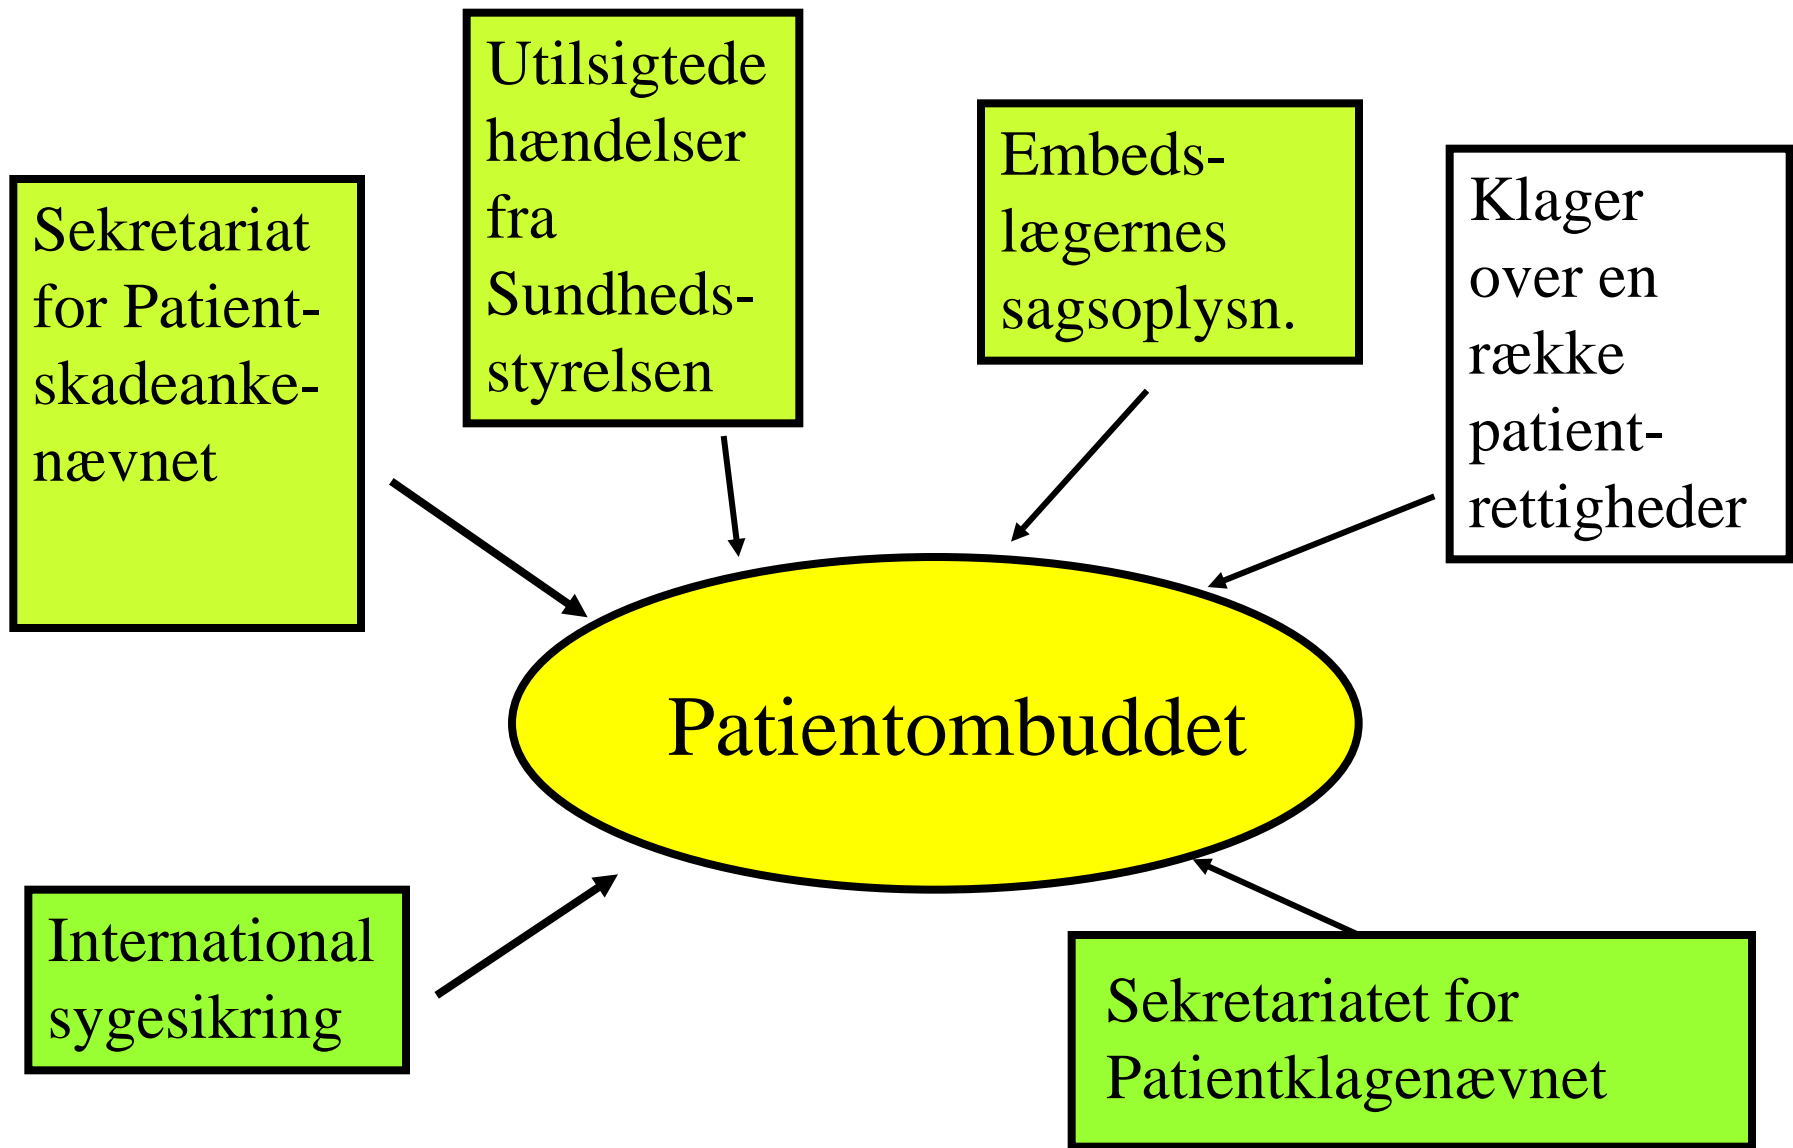 Sekretariat
for Patient-
skadeanke-
nævnet
Utilsigtede
hændelser
fra
Sundheds-
styrelsen
Embeds-
lægernes
sagsoplysn.
Klager
over en
række
patient-
rettigheder
Patientombuddet
International
sygesikring
Sekretariatet for
Patientklagenævnet